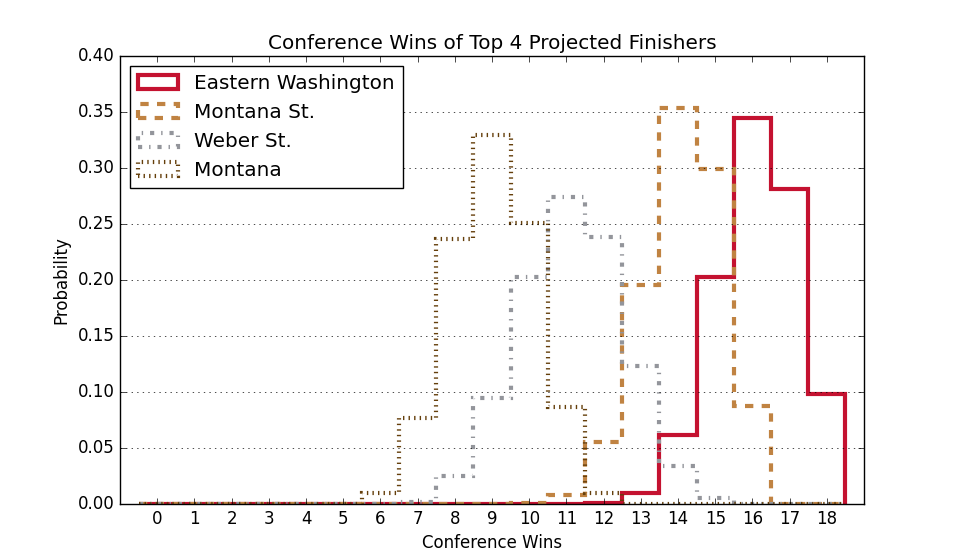 Conference Wins of Top 4 Projected Finishers
0.40
0.35
0.30
0.25
0.20
0.15
0.10
0.05
0.00
Probability
Eastern Washington
Montana St.
Weber St.
Montana
0 1 2 3 4 5 6 7 8 9 10 11 12 13 14 15 16 17 18
Conference Wins